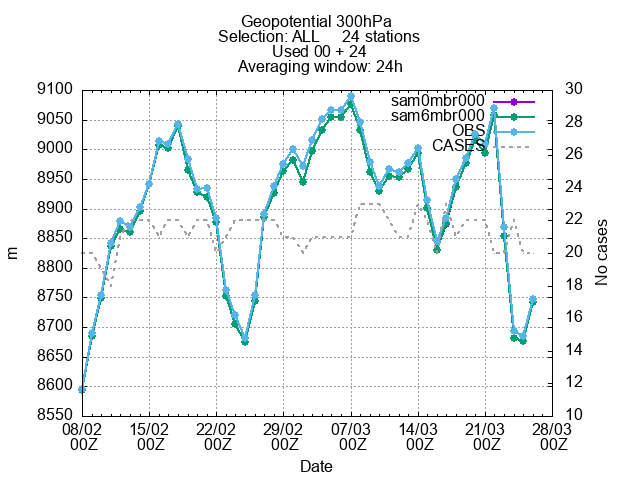 Geopotential 300hPa
Selection: ALL 24 stations
Used 00 + 24
Averaging window: 24h
9100
9050
9000
8950
8900
8850
8800
8750
8700
8650
8600
8550
m
sam0mbr000
sam6mbr000
OBS
CASES
30
28
26
24
22
20
18
16
14
12
10
No cases
08/02 15/02 22/02 29/02 07/03 14/03 21/03 28/03
00Z 00Z 00Z 00Z 00Z 00Z 00Z 00Z
Date